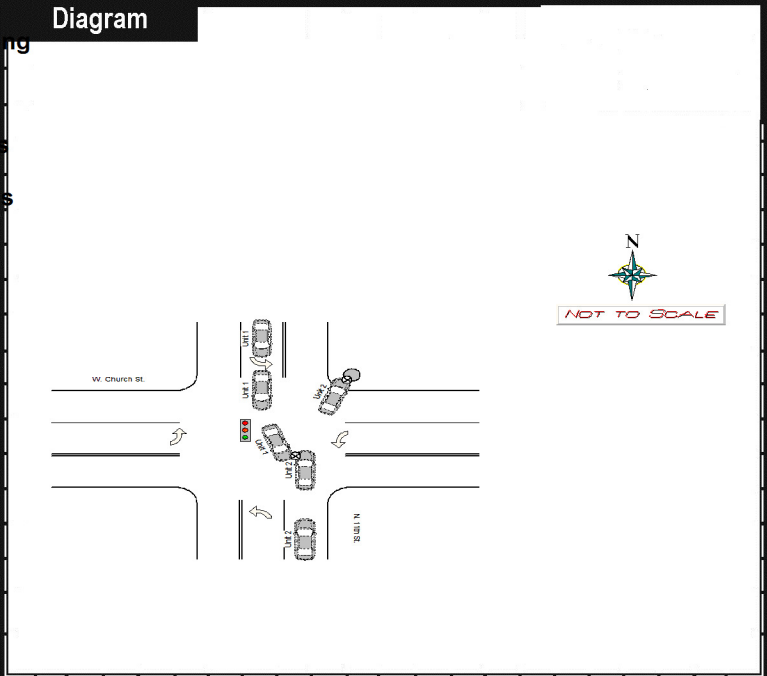 Diagram
ng
s
s
N
NOT TO SCALE
Unit 1
W. Church St.
Unit 1
Unit 2
Unit 1
Unit 2
N. 11th St.
Unit 2